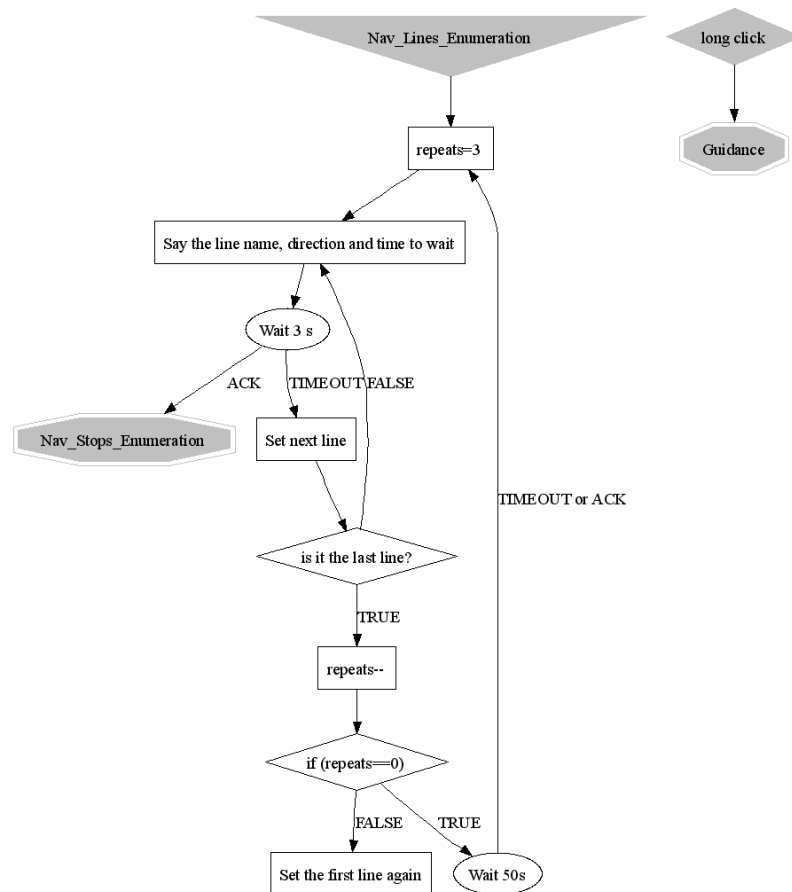 Nav_Lines_Enumeration
long click
repeats=3
Guidance
Say the line name, direction and time to wait
Wait 3 s
ACK
TIMEOUT
FALSE
Nav_Stops_Enumeration
Set next line
TIMEOUT or ACK
is it the last line?
TRUE
repeats--
if (repeats==0)
FALSE
TRUE
Set the first line again
Wait 50s